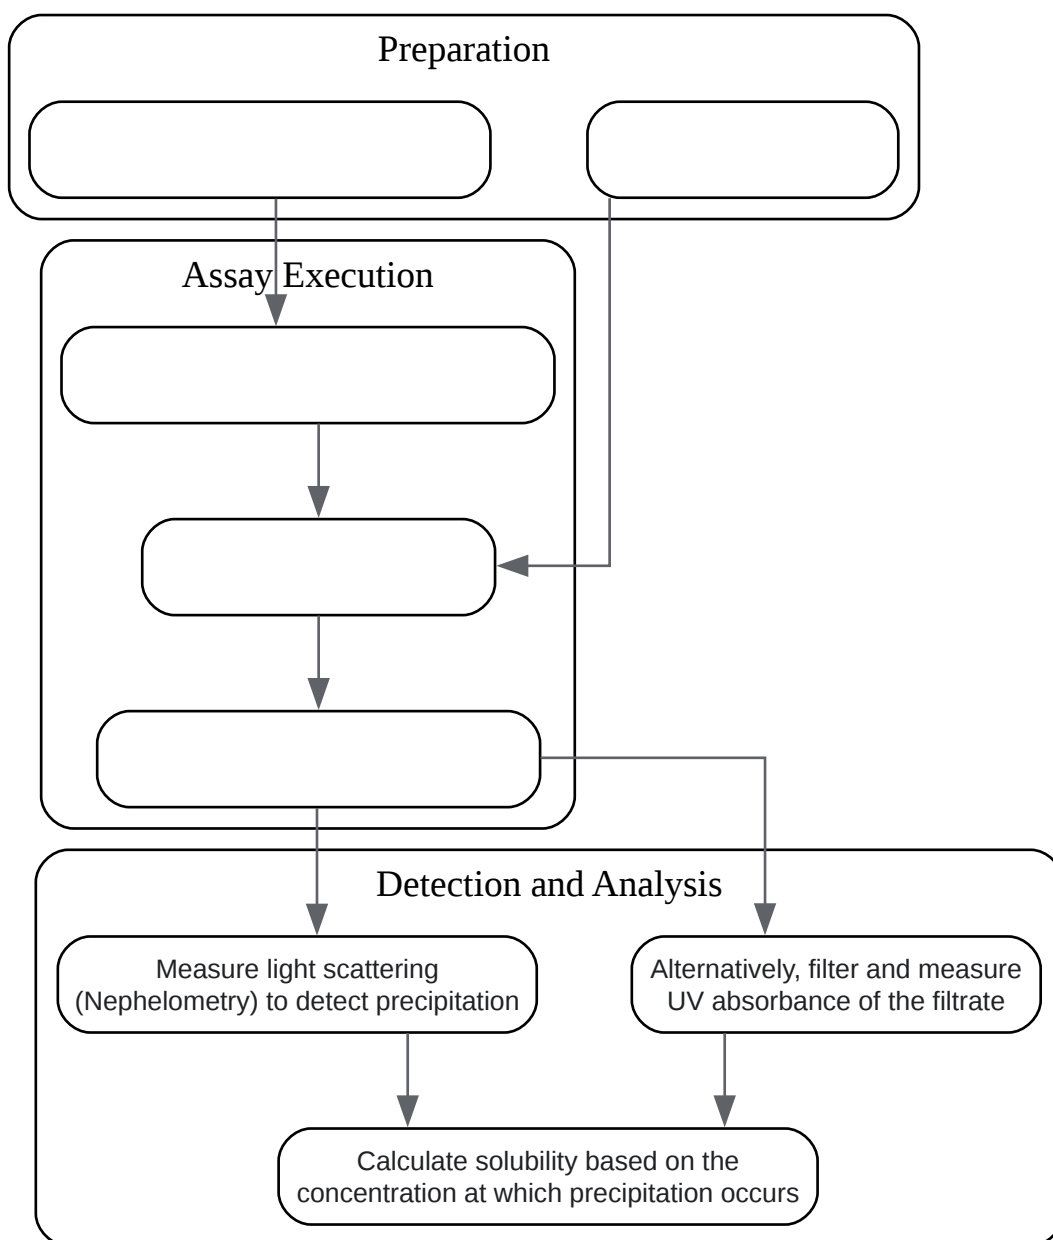 Preparation
Assay Execution
Detection and Analysis
Measure light scattering
(Nephelometry) to detect precipitation
Alternatively, filter and measure
UV absorbance of the filtrate
Calculate solubility based on the
concentration at which precipitation occurs